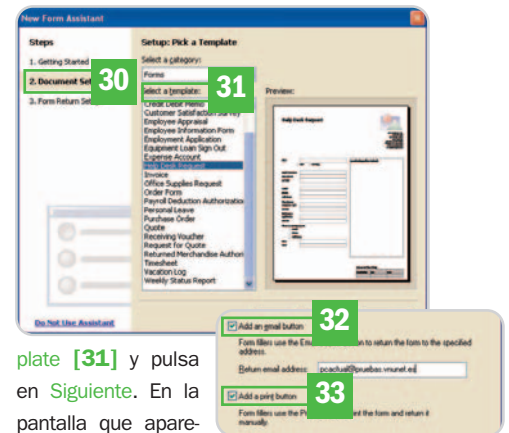 New Form Assistant
Steps
1. Getting Started
2. Document Set
3. Form Return Set
Do Not Use Assistant
30
Setup: Pick a Template
Select a category:
Forms
Select a template:
31
Credit Debit Memo
Customer Satisfaction Survey
Employee Appraisal
Employee Information Form
Employment Application
Equipment Loan Sign Out
Expense Account
Help Desk Request
Invoice
Office Supplies Request
Order Form
Payroll Deduction Authorization
Personal Leave
Purchase Order
Quote
Receiving Voucher
Request for Quote
Returned Merchandise Authori
Timesheet
Vacation Log
Weekly Status Report
Preview:
Help Desk Request
Add an email button
32
Form fillers use the Em on to return the form to the specified
address.
Return email address: pcactual@pruebas.vnunet.es
Add a print button
33
Form fillers use the Pr nt the form and return it
manually.
plate [31] y pulsa
en Siguiente. En la
pantalla que apare-